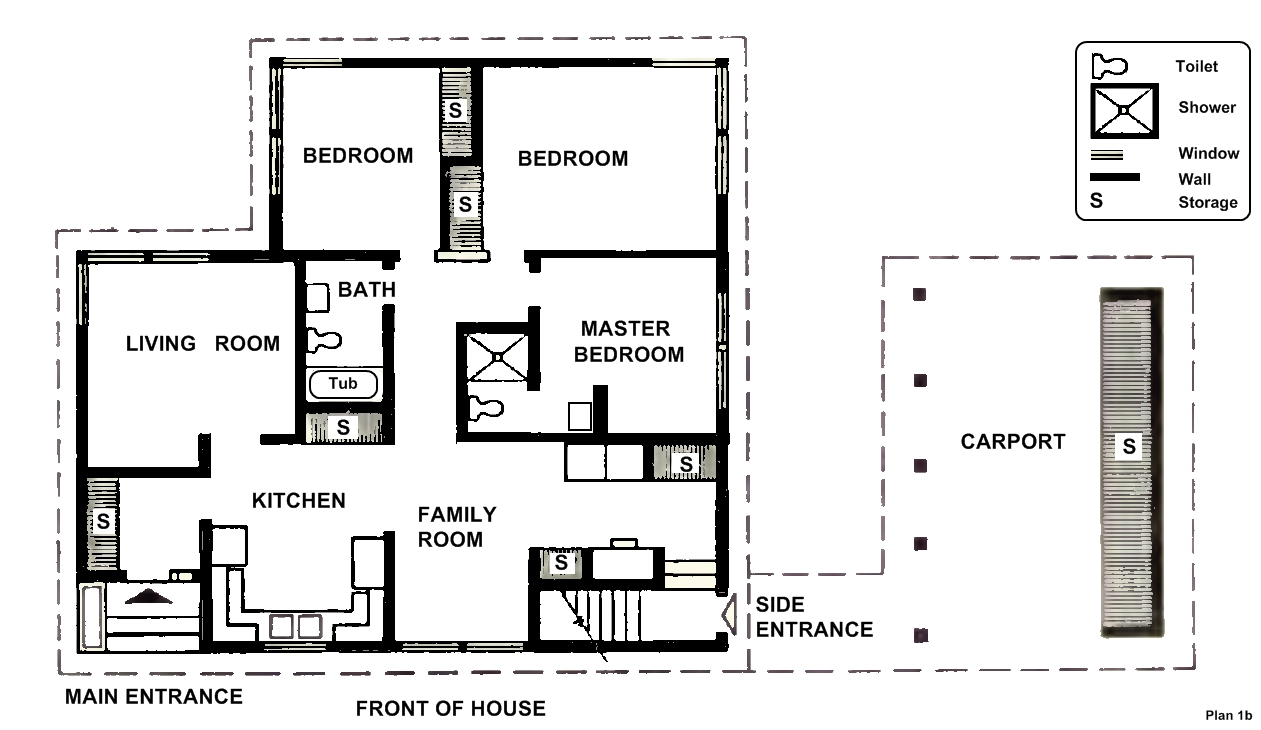 Toilet
Shower
Window
Wall
S Storage
S
BEDROOM
BEDROOM
S
BATH
LIVING ROOM
MASTER
BEDROOM
Tub
S
CARPORT
S
S
KITCHEN
S
FAMILY
ROOM
S
SIDE
ENTRANCE
MAIN ENTRANCE
FRONT OF HOUSE
Plan 1b